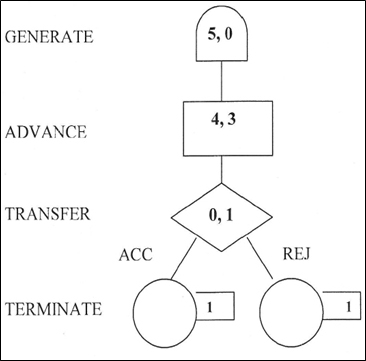 GENERATE 5, 0
ADVANCE 4, 3
TRANSFER 0, 1
ACC REJ
TERMINATE 1 1